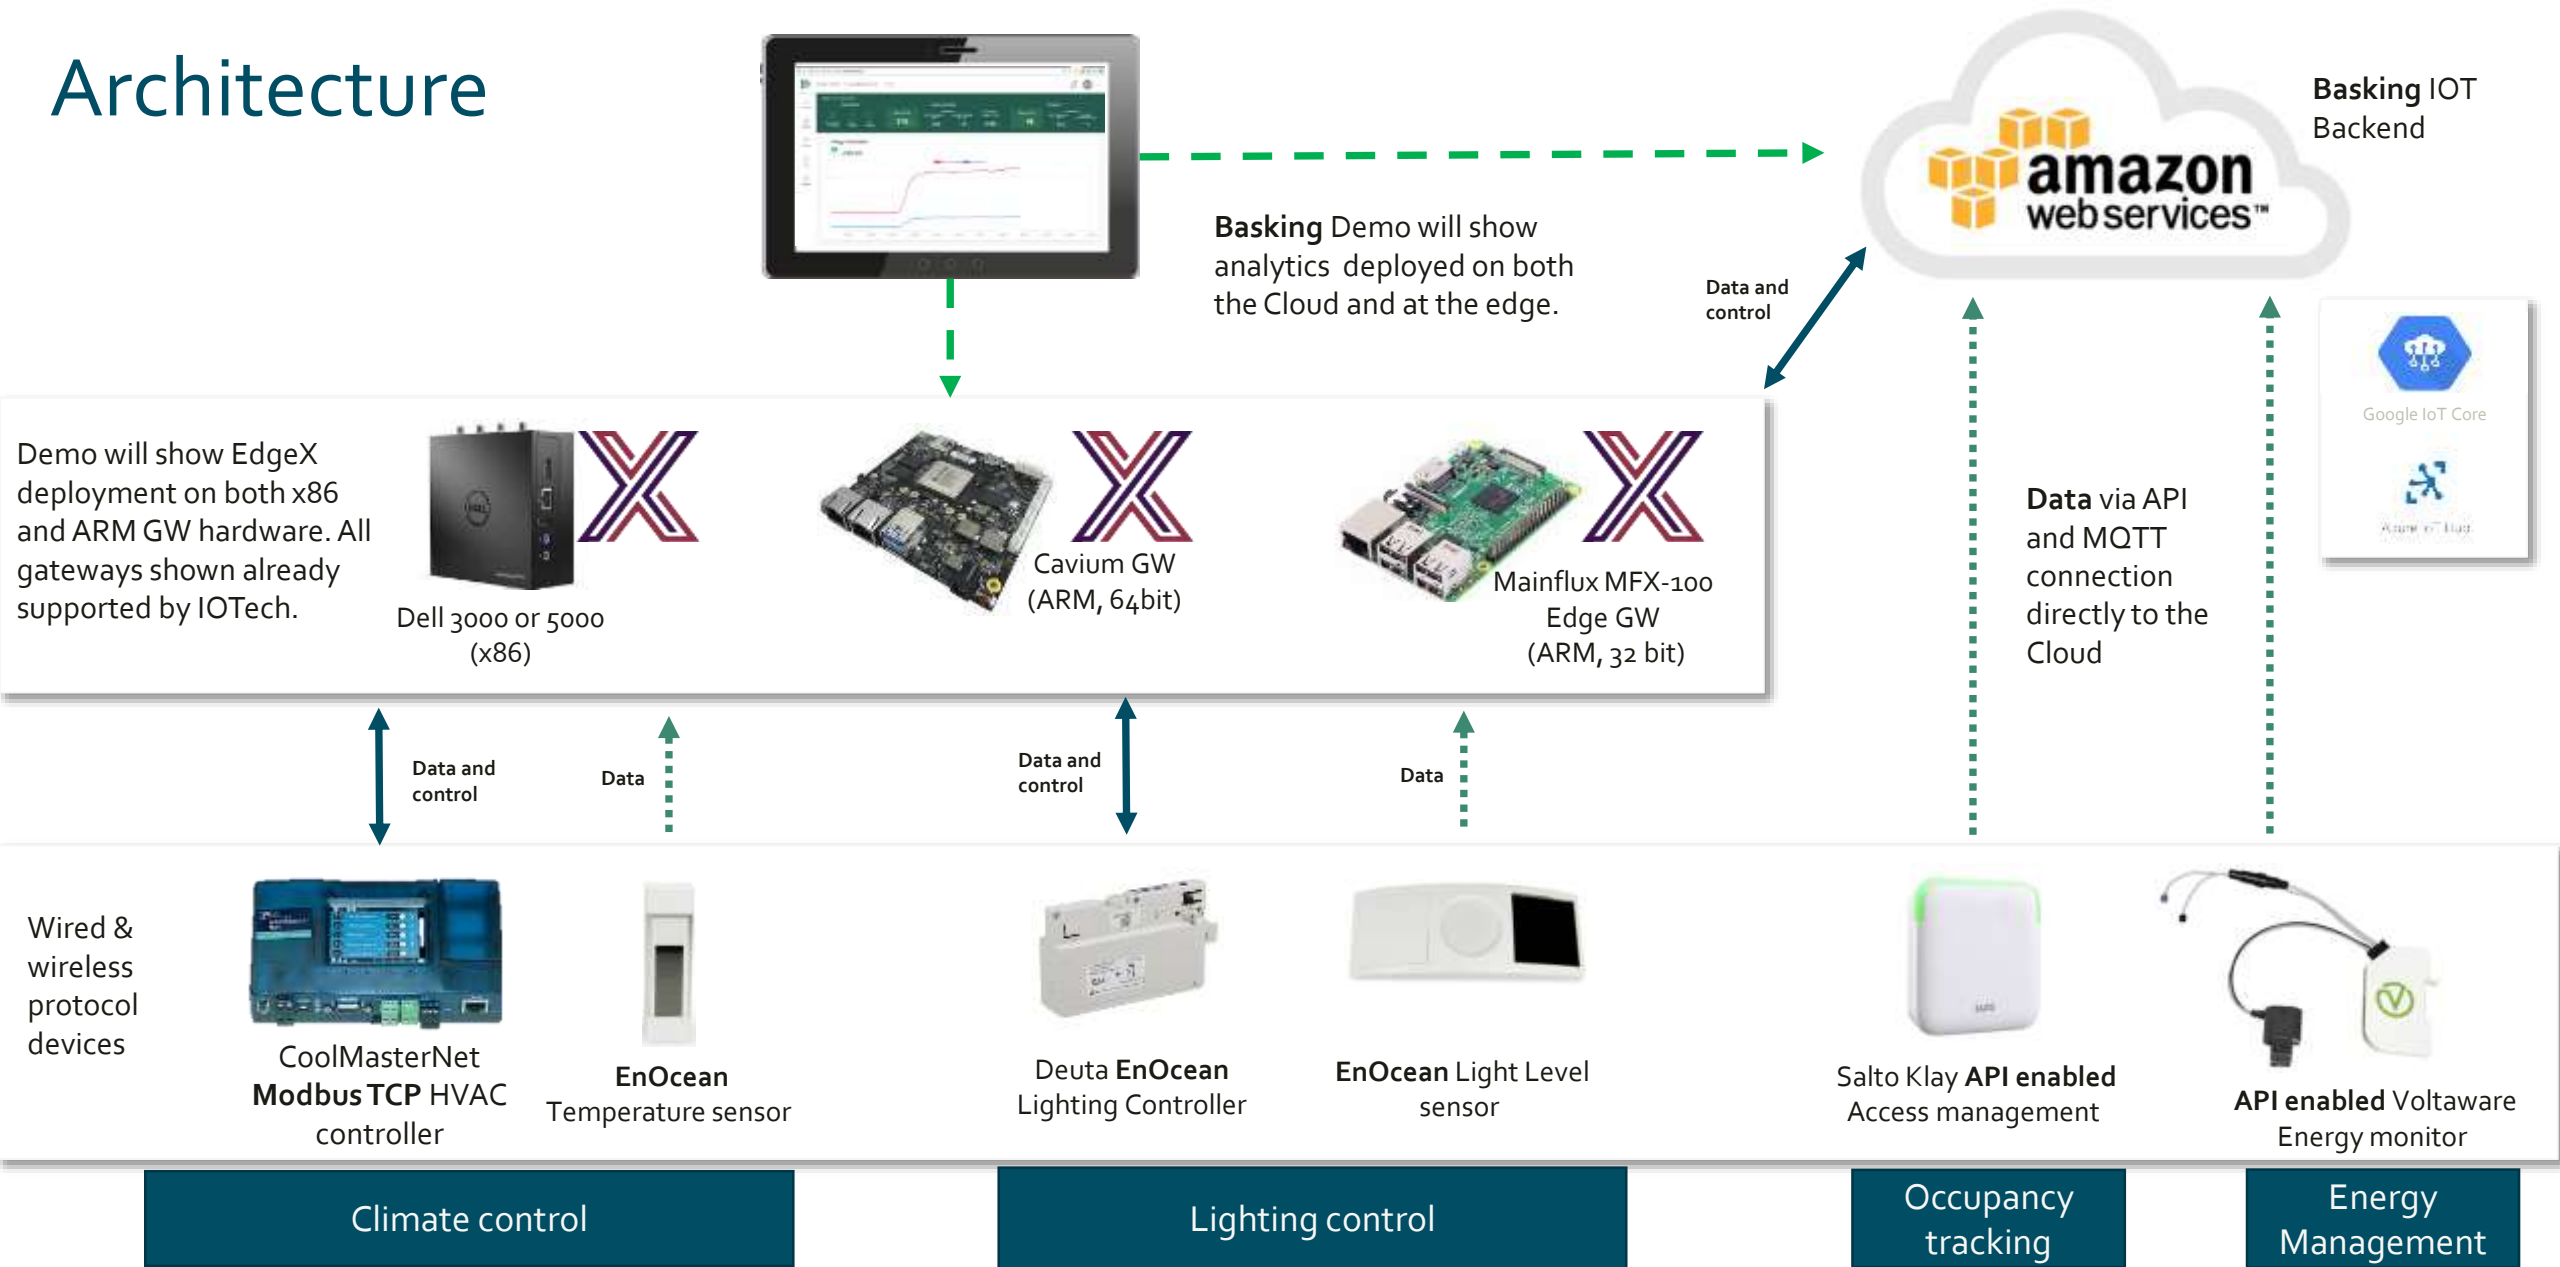 Architecture
amazon
web services™
Basking IOT
Backend
Basking Demo will show
analytics deployed on both
the Cloud and at the edge.
Data and
control
Google IoT Core
Azure IoT Hub
Demo will show EdgeX
deployment on both x86
and ARM GW hardware. All
gateways shown already
supported by IOTech.
DELL
Dell 3000 or 5000
(x86)
Cavium GW
(ARM, 64bit)
Mainflux MFX-100
Edge GW
(ARM, 32 bit)
Data via API
and MQTT
connection
directly to the
Cloud
Data and
control
Data
Data and
control
Data
Wired &
wireless
protocol
devices
CoolMasterNet
Modbus TCP HVAC
controller
EnOcean
Temperature sensor
Deuta EnOcean
Lighting Controller
EnOcean Light Level
sensor
Salto Klay API enabled
Access management
API enabled Voltaware
Energy monitor
Climate control
Lighting control
Occupancy
tracking
Energy
Management